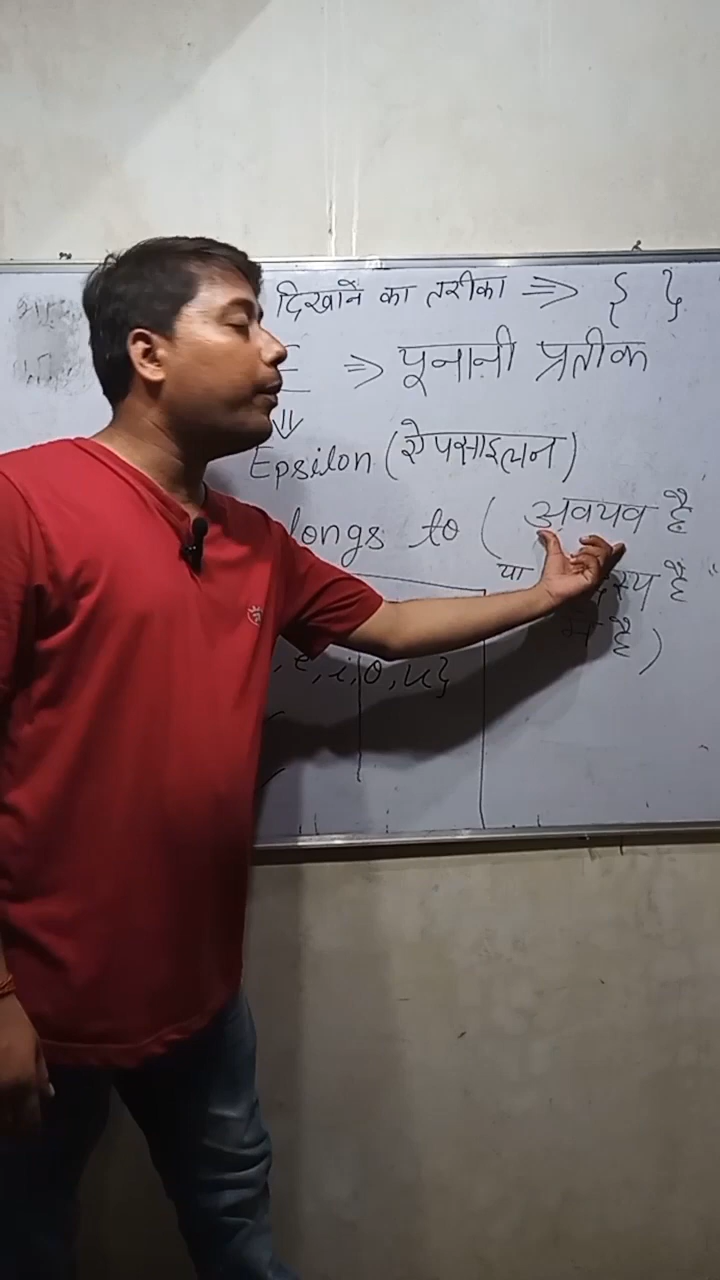 दिखाने का तरीका ⇒ { }
∈ ⇒ यूनानी प्रतीक
⇓
Epsilon (ऐपसाइलन)
longs to ( अवयव है
या स्य है "
में है )
, e, i, o, u}